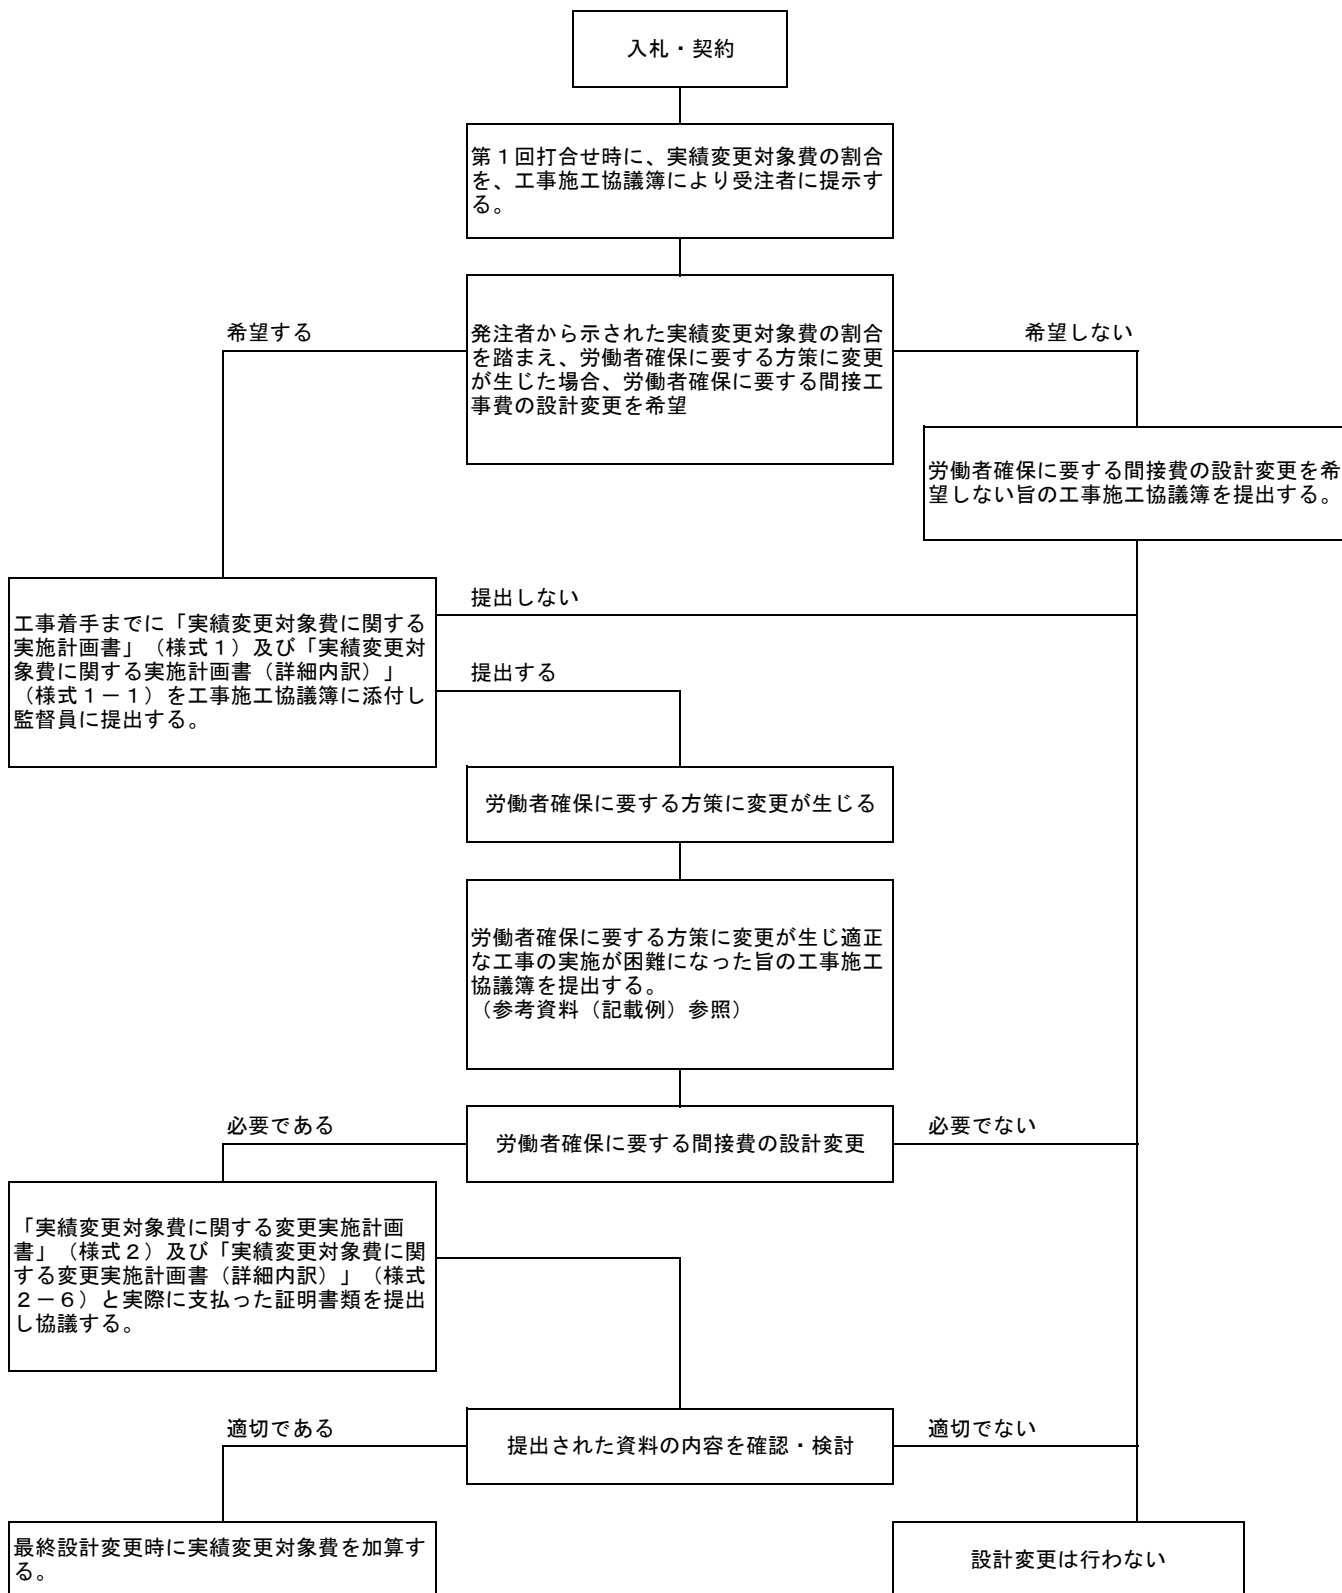 入札・契約
第１回打合せ時に、実績変更対象費の割合
を、工事施工協議簿により受注者に提示す
る。
希望する
発注者から示された実績変更対象費の割合
を踏まえ、労働者確保に要する方策に変更
が生じた場合、労働者確保に要する間接工
事費の設計変更を希望
希望しない
労働者確保に要する間接費の設計変更を希
望しない旨の工事施工協議簿を提出する。
工事着手までに「実績変更対象費に関する
実施計画書」（様式１）及び「実績変更対
象費に関する実施計画書（詳細内訳）」
（様式１－１）を工事施工協議簿に添付し
監督員に提出する。
提出しない
提出する
労働者確保に要する方策に変更が生じる
労働者確保に要する方策に変更が生じ適正
な工事の実施が困難になった旨の工事施工
協議簿を提出する。
（参考資料（記載例）参照）
必要である
労働者確保に要する間接費の設計変更
必要でない
「実績変更対象費に関する変更実施計画
書」（様式２）及び「実績変更対象費に関
する変更実施計画書（詳細内訳）」（様式
２－６）と実際に支払った証明書類を提出
し協議する。
適切である
提出された資料の内容を確認・検討
適切でない
最終設計変更時に実績変更対象費を加算す
る。
設計変更は行わない